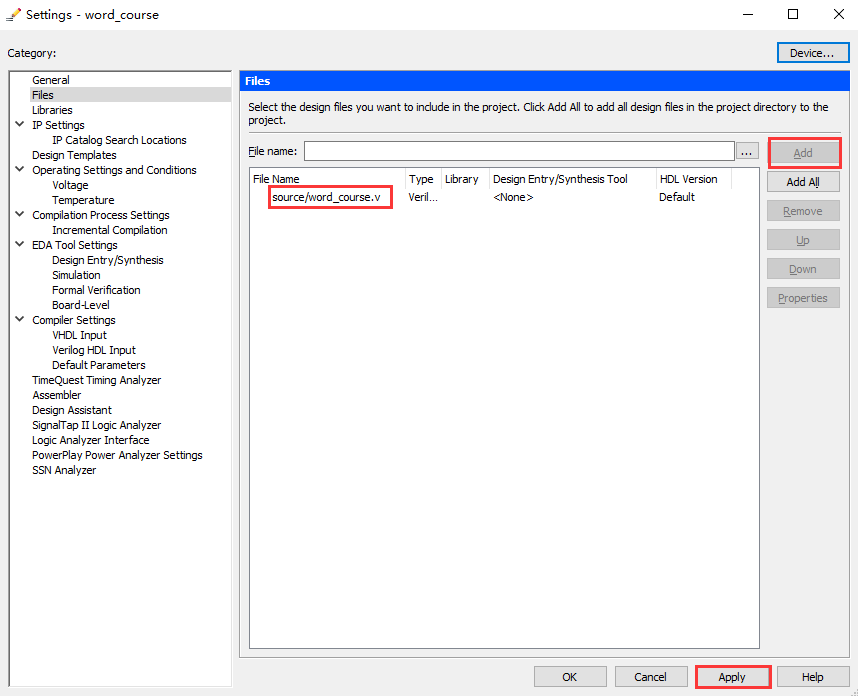 Settings - word_course
Category:
Device...
General
Files
Libraries
IP Settings
IP Catalog Search Locations
Design Templates
Operating Settings and Conditions
Voltage
Temperature
Compilation Process Settings
Incremental Compilation
EDA Tool Settings
Design Entry/Synthesis
Simulation
Formal Verification
Board-Level
Compiler Settings
VHDL Input
Verilog HDL Input
Default Parameters
TimeQuest Timing Analyzer
Assembler
Design Assistant
SignalTap II Logic Analyzer
Logic Analyzer Interface
PowerPlay Power Analyzer Settings
SSN Analyzer
Files
Select the design files you want to include in the project. Click Add All to add all design files in the project directory to the
project.
File name:
...
Add
File Name Type Library Design Entry/Synthesis Tool HDL Version
source/word_course.v Veril... <None> Default
Add All
Remove
Up
Down
Properties
OK
Cancel
Apply
Help